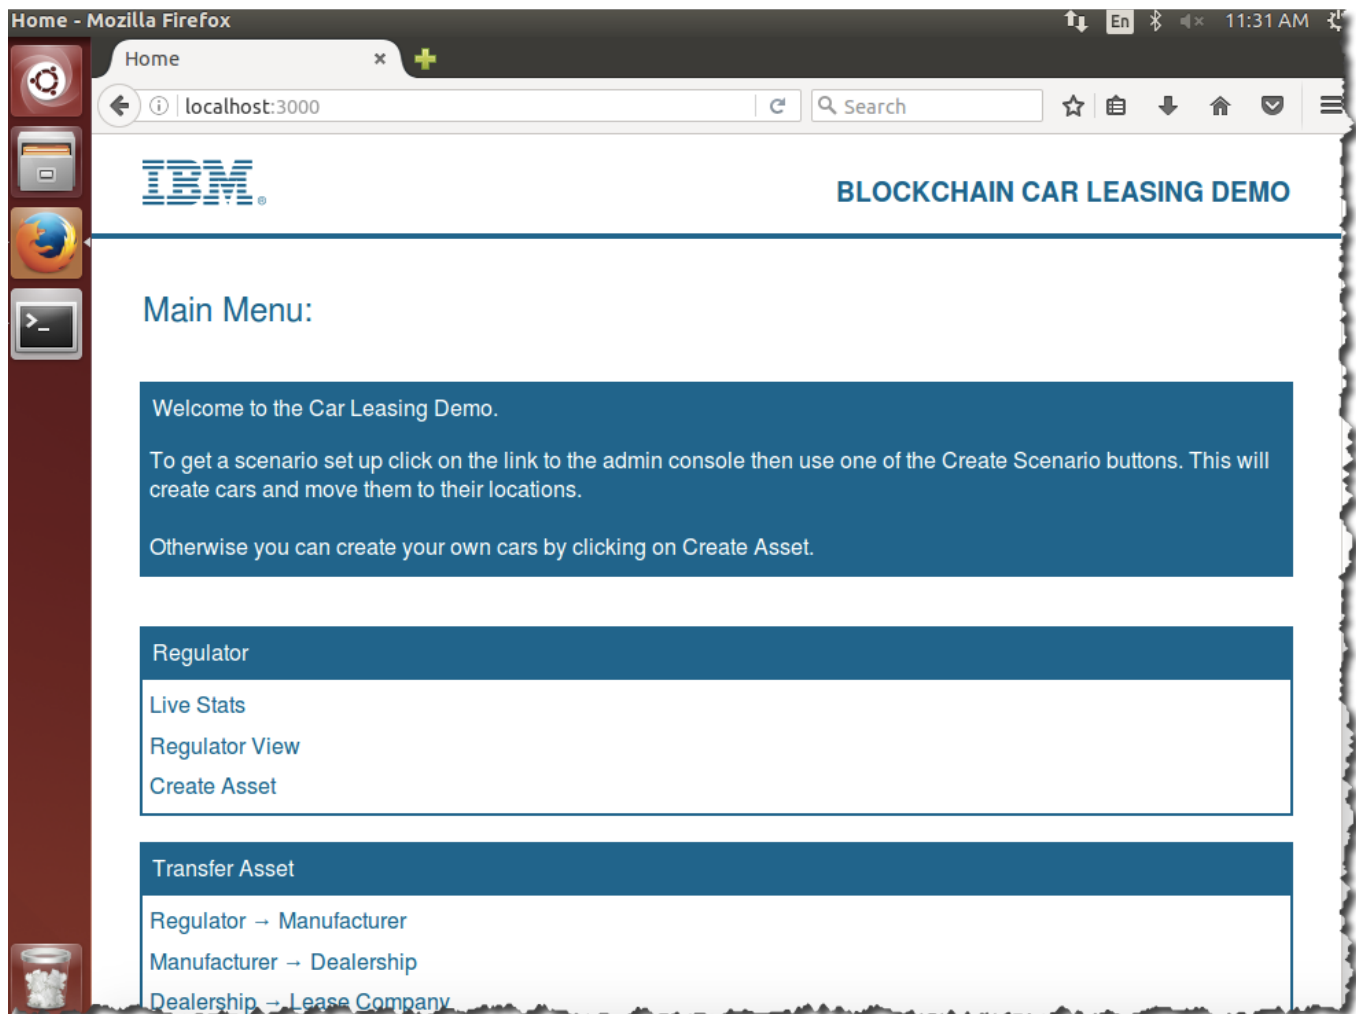 Home - Mozilla Firefox
En
11:31 AM
Home
localhost:3000
Search
IBM®
BLOCKCHAIN CAR LEASING DEMO
Main Menu:
Welcome to the Car Leasing Demo.
To get a scenario set up click on the link to the admin console then use one of the Create Scenario buttons. This will
create cars and move them to their locations.
Otherwise you can create your own cars by clicking on Create Asset.
Regulator
Live Stats
Regulator View
Create Asset
Transfer Asset
Regulator → Manufacturer
Manufacturer → Dealership
Dealership → Lease Company